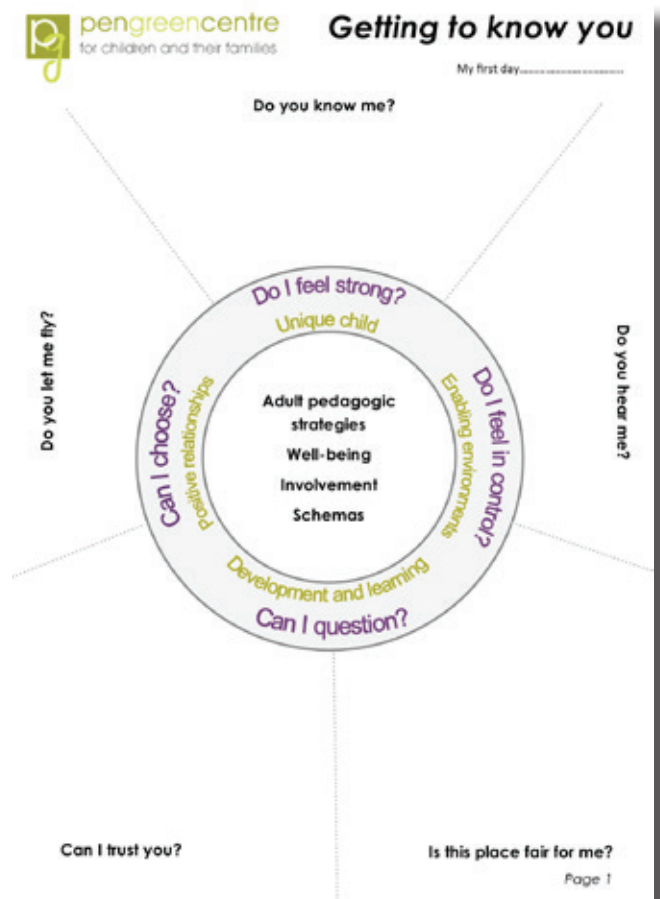 pengreencentre
for children and their families
Getting to know you
My first day..............................
Do you know me?
Do you let me fly?
Do you hear me?
Do I feel strong?
Unique child
Can I choose?
Positive relationships
Adult pedagogic
strategies
Well-being
Involvement
Schemas
Enabling environments
Do I feel in control?
Development and learning
Can I question?
Can I trust you?
Is this place fair for me?
Page 1